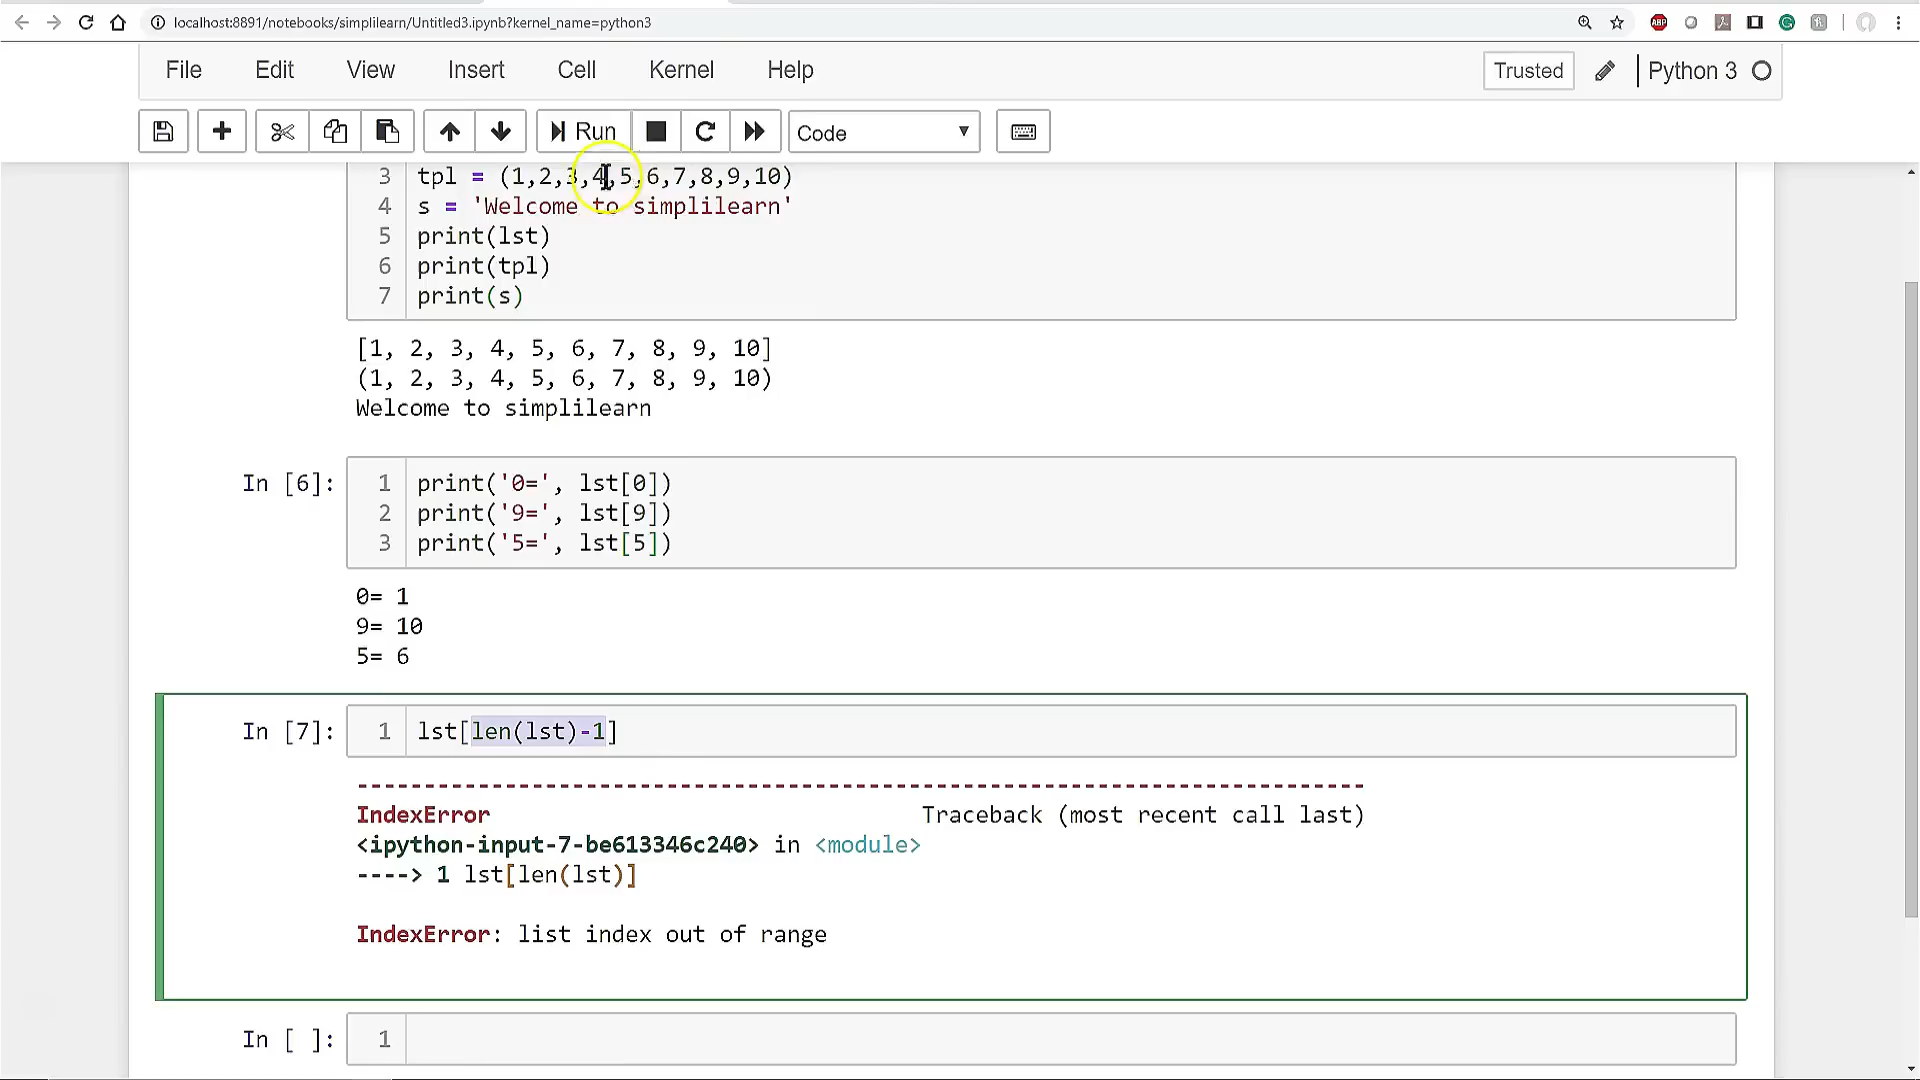 localhost:8891/notebooks/simplilearn/Untitled3.ipynb?kernel_name=python3
ABP
File Edit View Insert Cell Kernel Help Trusted Python 3
Run Code
3 tpl = (1,2,3,4,5,6,7,8,9,10)
4 s = 'Welcome to simplilearn'
5 print(lst)
6 print(tpl)
7 print(s)
[1, 2, 3, 4, 5, 6, 7, 8, 9, 10]
(1, 2, 3, 4, 5, 6, 7, 8, 9, 10)
Welcome to simplilearn
In [6]: 1 print('0=', lst[0])
2 print('9=', lst[9])
3 print('5=', lst[5])
0= 1
9= 10
5= 6
In [7]: 1 lst[len(lst)-1]
---------------------------------------------------------------------------
IndexError Traceback (most recent call last)
<ipython-input-7-be613346c240> in <module>
----> 1 lst[len(lst)]
IndexError: list index out of range
In [ ]: 1